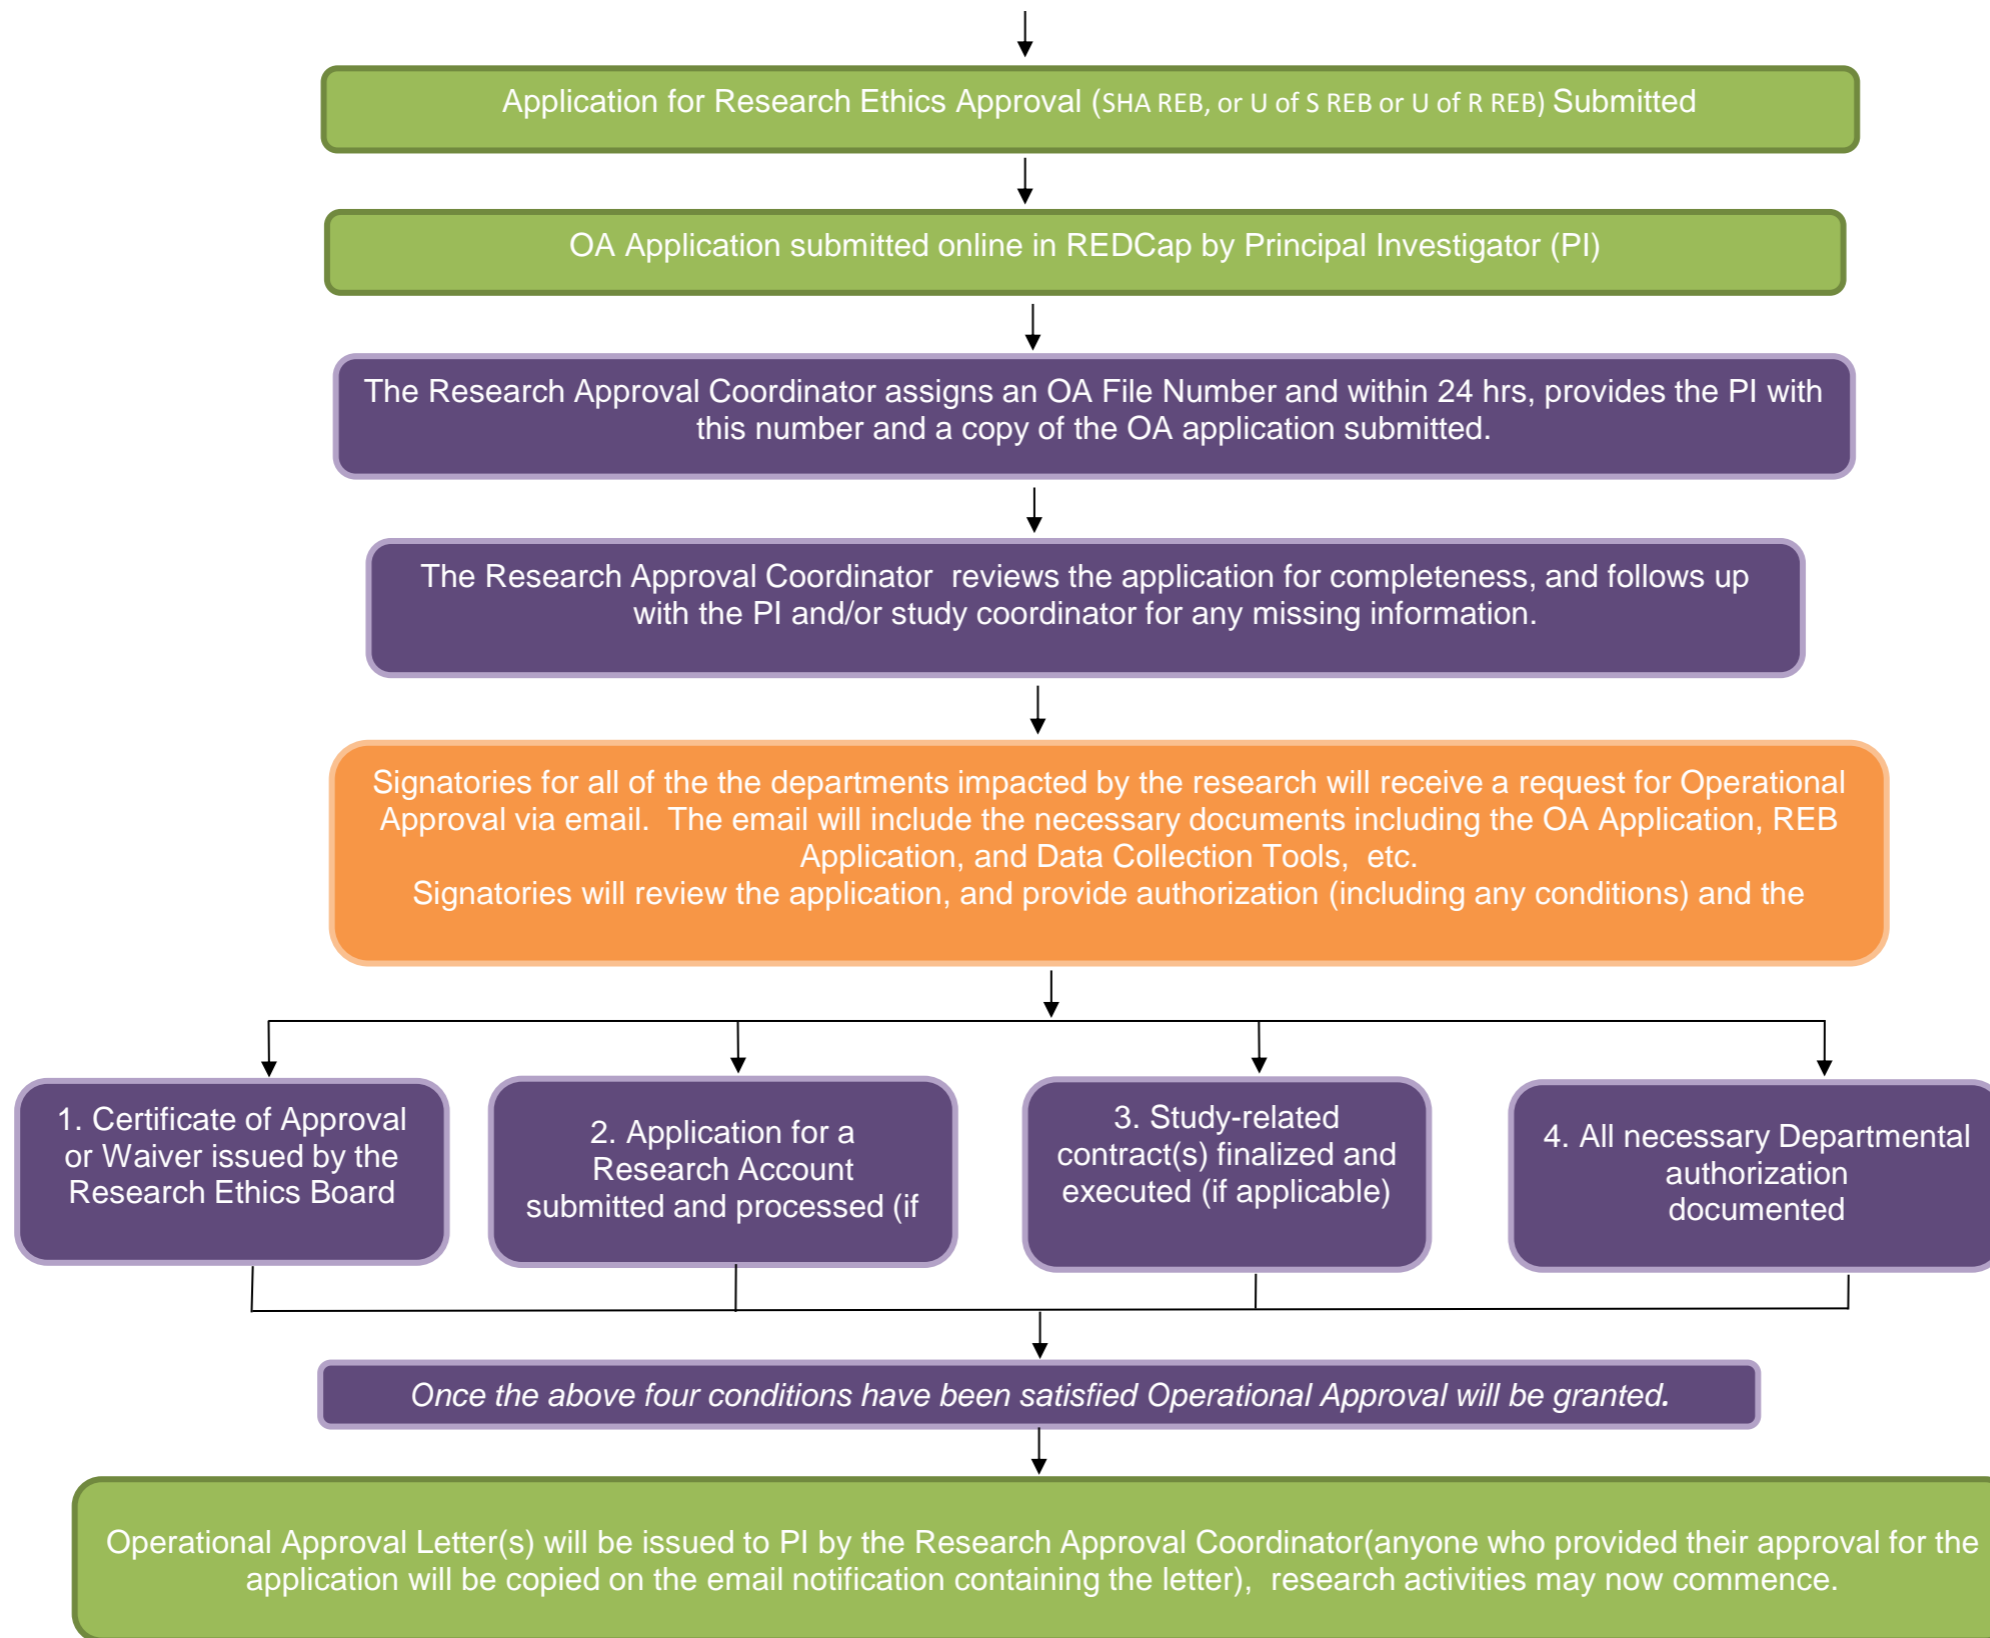 Application for Research Ethics Approval (SHA REB, or U of S REB or U of R REB) Submitted
OA Application submitted online in REDCap by Principal Investigator (PI)
The Research Approval Coordinator assigns an OA File Number and within 24 hrs, provides the PI with
this number and a copy of the OA application submitted.
The Research Approval Coordinator  reviews the application for completeness, and follows up
with the PI and/or study coordinator for any missing information.
Signatories for all of the the departments impacted by the research will receive a request for Operational
Approval via email.  The email will include the necessary documents including the OA Application, REB
Application, and Data Collection Tools,  etc.
Signatories will review the application, and provide authorization (including any conditions) and the
1. Certificate of Approval
or Waiver issued by the
Research Ethics Board
2. Application for a
Research Account
submitted and processed (if
3. Study-related
contract(s) finalized and
executed (if applicable)
4. All necessary Departmental
authorization
documented
Once the above four conditions have been satisfied Operational Approval will be granted.
Operational Approval Letter(s) will be issued to PI by the Research Approval Coordinator(anyone who provided their approval for the
application will be copied on the email notification containing the letter),  research activities may now commence.